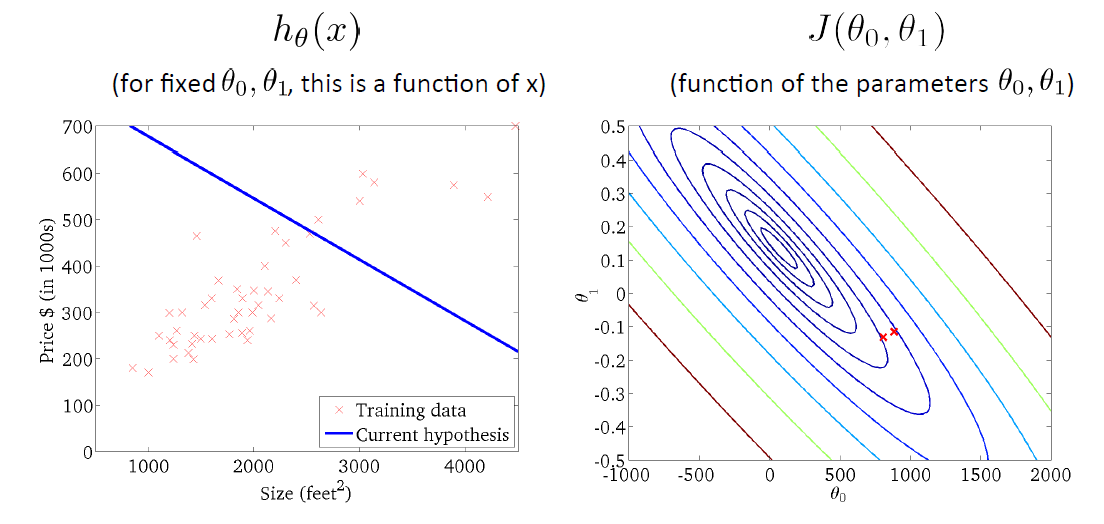 h_θ(x)
(for fixed θ₀, θ₁, this is a function of x)
700
600
500
400
300
200
100
0
Price $ (in 1000s)
1000 2000 3000 4000
Size (feet²)
Training data
Current hypothesis
J(θ₀, θ₁)
(function of the parameters θ₀, θ₁)
0.5
0.4
0.3
0.2
0.1
0
-0.1
-0.2
-0.3
-0.4
-0.5
θ₁
-1000 -500 0 500 1000 1500 2000
θ₀